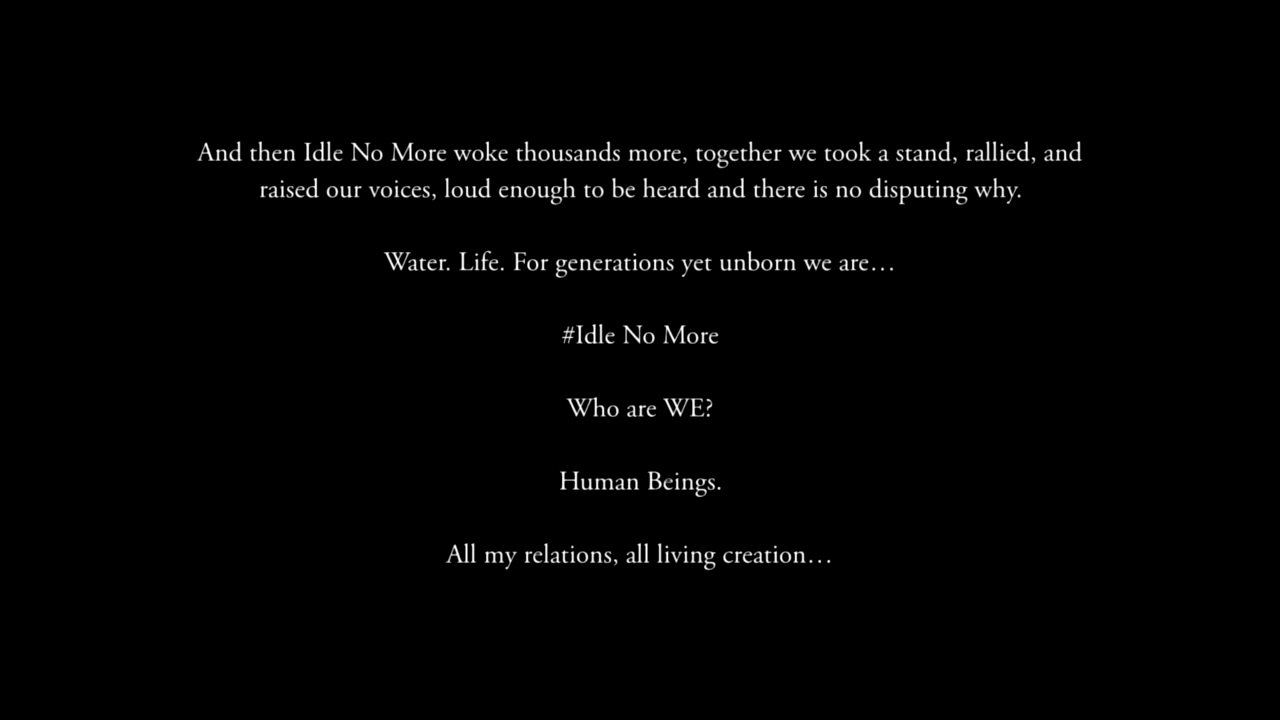 And then Idle No More woke thousands more, together we took a stand, rallied, and
raised our voices, loud enough to be heard and there is no disputing why.
Water. Life. For generations yet unborn we are…
#Idle No More
Who are WE?
Human Beings.
All my relations, all living creation…